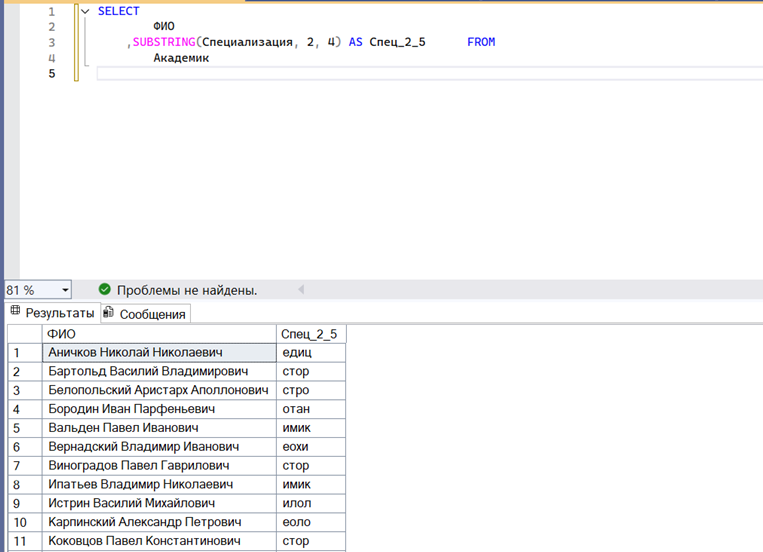 1 SELECT
2 ФИО
3 ,SUBSTRING(Специализация, 2, 4) AS Спец_2_5 FROM
4 Академик
5
81 % Проблемы не найдены.
Результаты Сообщения
ФИО Спец_2_5
1 Аничков Николай Николаевич едиц
2 Бартольд Василий Владимирович стор
3 Белопольский Аристарх Аполлонович стро
4 Бородин Иван Парфеньевич отан
5 Вальден Павел Иванович имик
6 Вернадский Владимир Иванович еохи
7 Виноградов Павел Гаврилович стор
8 Ипатьев Владимир Николаевич имик
9 Истрин Василий Михайлович илол
10 Карпинский Александр Петрович еоло
11 Коковцов Павел Константинович стор